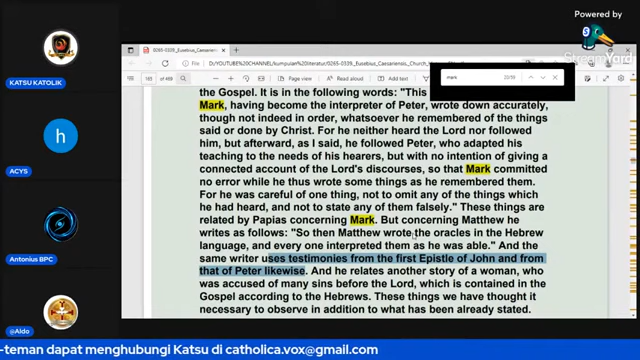 Powered by
StreamYard
KATSU KATOLIK
h
ACYS
Antonius BPC
@Aldo
0265-0339_Eusebius_Caesariensis_Church_
D:/YOUTUBE%20CHANNEL/kumpulan%20literatur/0265-0339_Eusebius_Caesariens
mark
23/59
163 of 489
Page view
Read aloud
Add text
the Gospel. It is in the following words: "This
Mark, having become the interpreter of Peter, wrote down accurately,
though not indeed in order, whatsoever he remembered of the things
said or done by Christ. For he neither heard the Lord nor followed
him, but afterward, as I said, he followed Peter, who adapted his
teaching to the needs of his hearers, but with no intention of giving a
connected account of the Lord's discourses, so that Mark committed
no error while he thus wrote some things as he remembered them.
For he was careful of one thing, not to omit any of the things which
he had heard, and not to state any of them falsely." These things are
related by Papias concerning Mark. But concerning Matthew he
writes as follows: "So then Matthew wrote the oracles in the Hebrew
language, and every one interpreted them as he was able." And the
same writer uses testimonies from the first Epistle of John and from
that of Peter likewise. And he relates another story of a woman, who
was accused of many sins before the Lord, which is contained in the
Gospel according to the Hebrews. These things we have thought it
necessary to observe in addition to what has been already stated.
-teman dapat menghubungi Katsu di catholica.vox@gmail.com